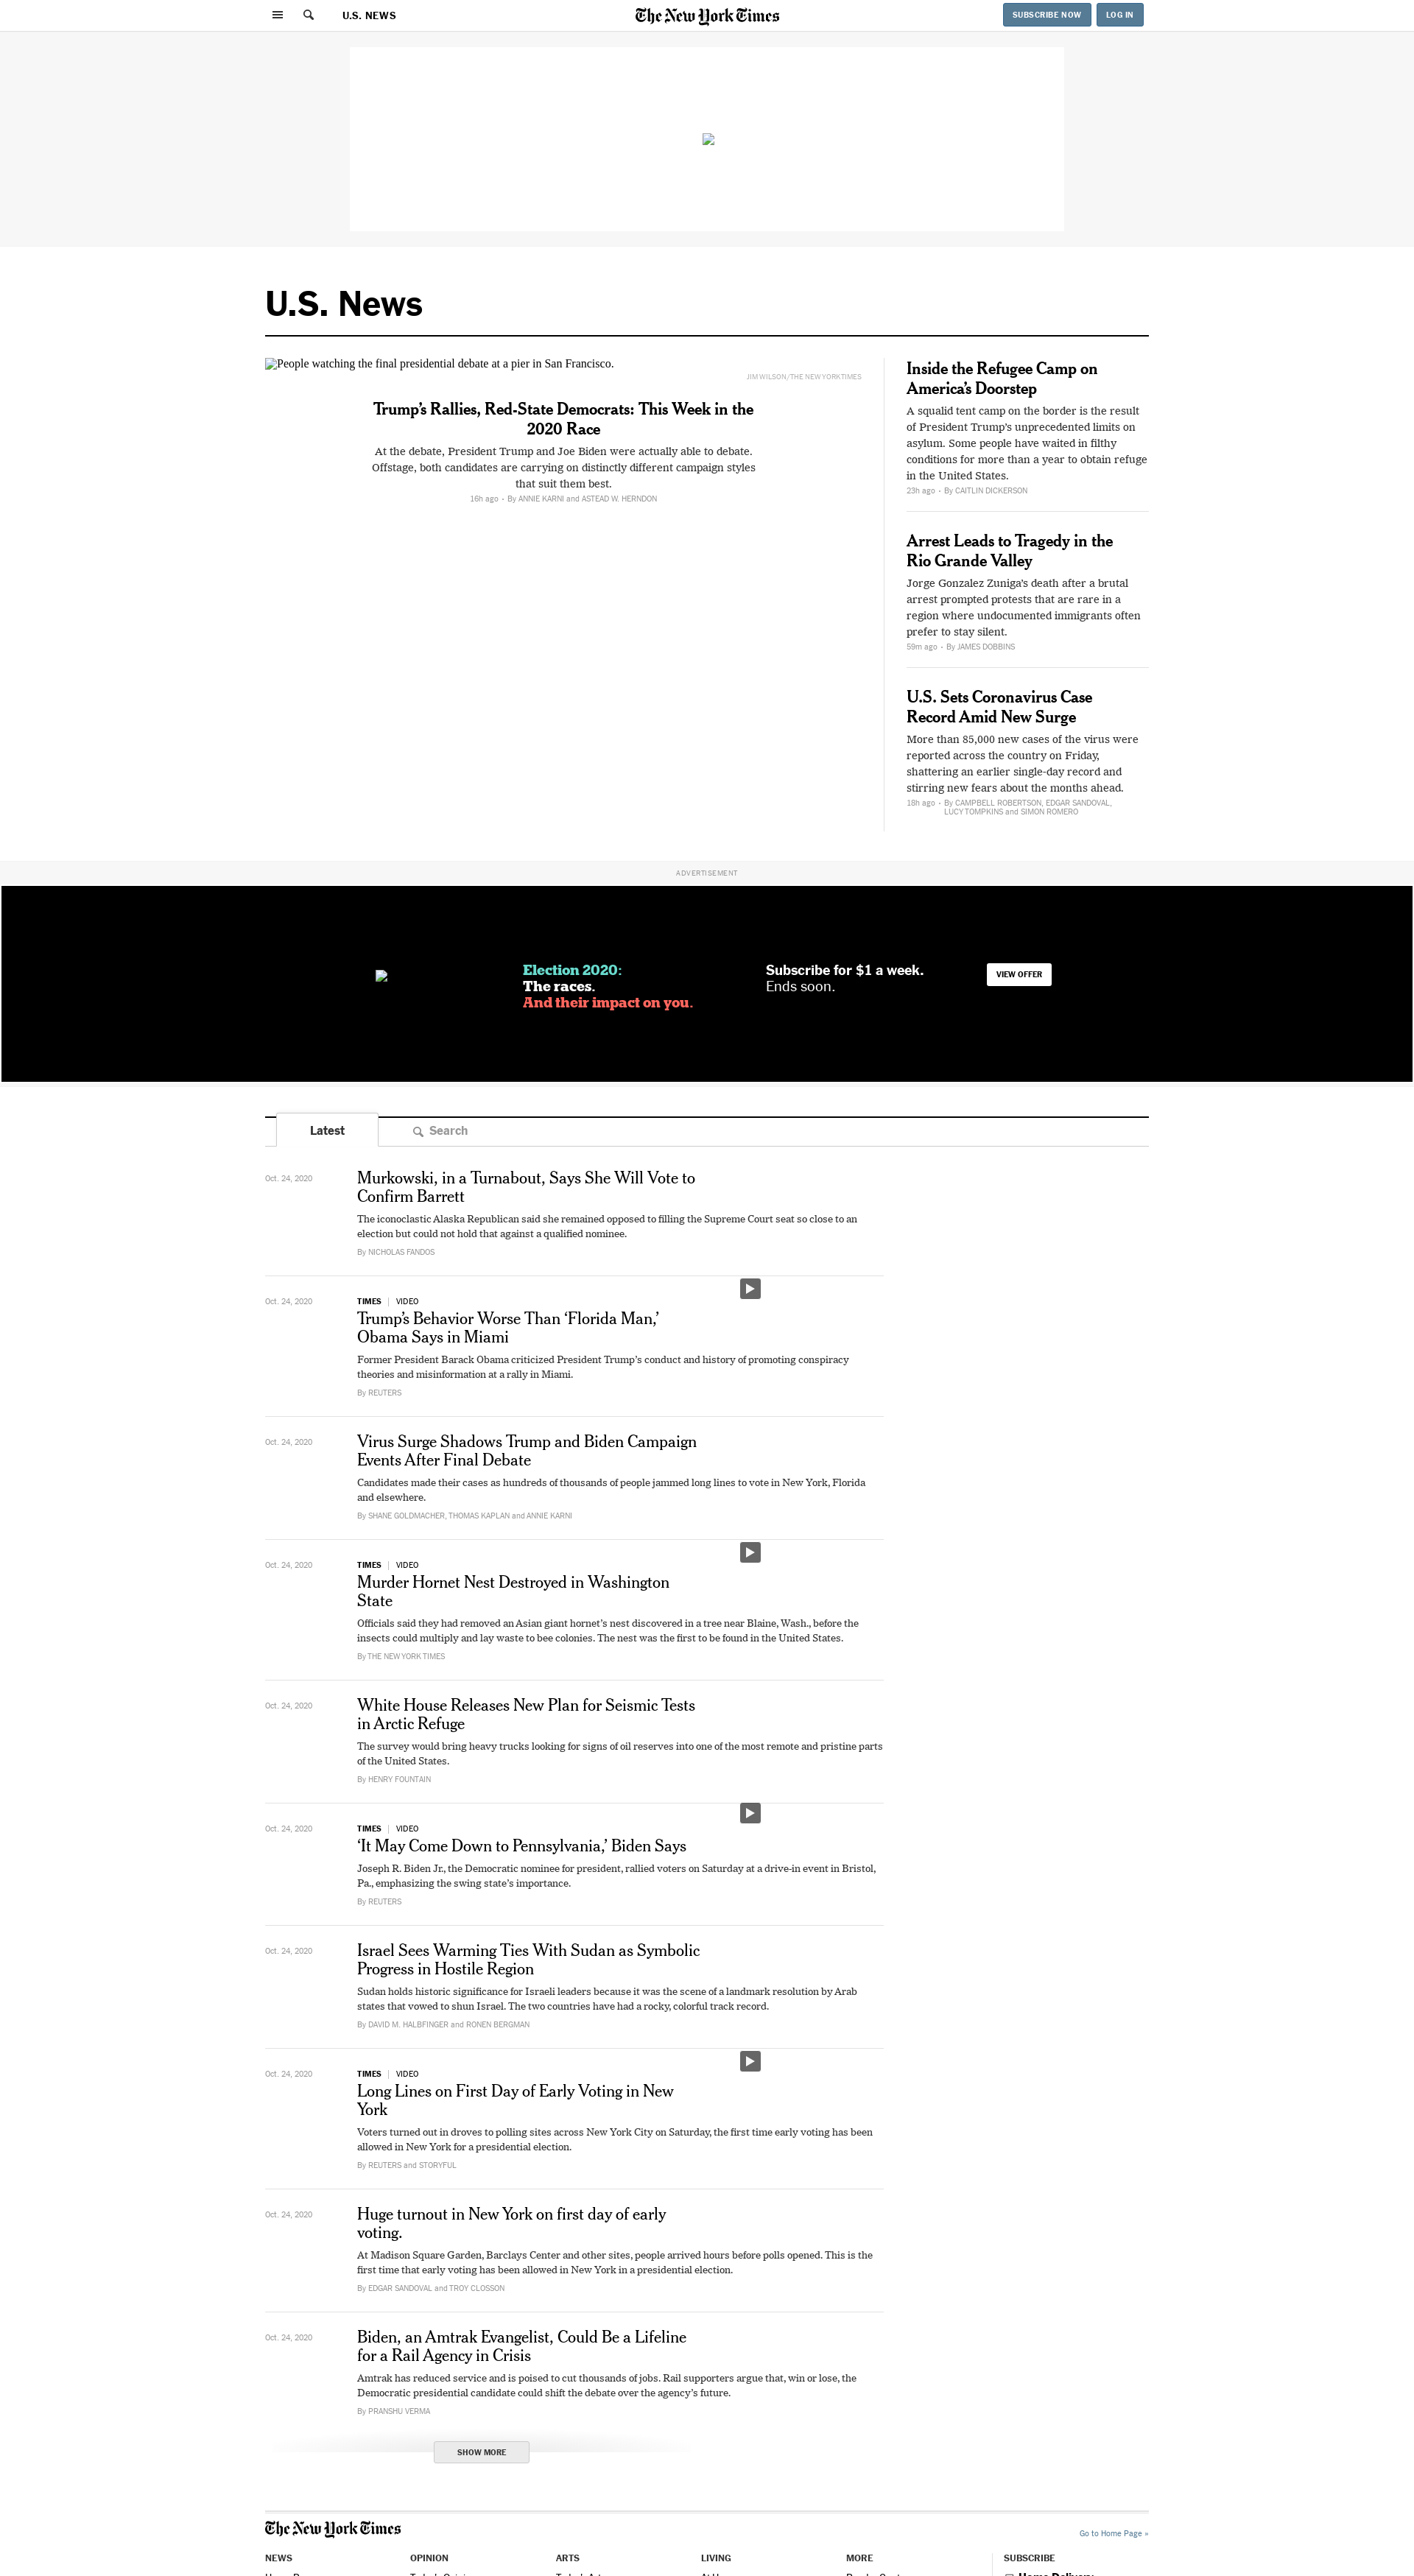 U.S. NEWS
The New York Times
SUBSCRIBE NOW
LOG IN
U.S. News
People watching the final presidential debate at a pier in San Francisco.
JIM WILSON/THE NEW YORK TIMES
Trump’s Rallies, Red-State Democrats: This Week in the
2020 Race
At the debate, President Trump and Joe Biden were actually able to debate.
Offstage, both candidates are carrying on distinctly different campaign styles
that suit them best.
16h ago • By ANNIE KARNI and ASTEAD W. HERNDON
Inside the Refugee Camp on
America’s Doorstep
A squalid tent camp on the border is the result
of President Trump’s unprecedented limits on
asylum. Some people have waited in filthy
conditions for more than a year to obtain refuge
in the United States.
23h ago • By CAITLIN DICKERSON
Arrest Leads to Tragedy in the
Rio Grande Valley
Jorge Gonzalez Zuniga’s death after a brutal
arrest prompted protests that are rare in a
region where undocumented immigrants often
prefer to stay silent.
59m ago • By JAMES DOBBINS
U.S. Sets Coronavirus Case
Record Amid New Surge
More than 85,000 new cases of the virus were
reported across the country on Friday,
shattering an earlier single-day record and
stirring new fears about the months ahead.
18h ago • By CAMPBELL ROBERTSON, EDGAR SANDOVAL,
LUCY TOMPKINS and SIMON ROMERO
ADVERTISEMENT
Election 2020:
The races.
And their impact on you.
Subscribe for $1 a week.
Ends soon.
VIEW OFFER
Latest
Search
Oct. 24, 2020
Murkowski, in a Turnabout, Says She Will Vote to
Confirm Barrett
The iconoclastic Alaska Republican said she remained opposed to filling the Supreme Court seat so close to an
election but could not hold that against a qualified nominee.
By NICHOLAS FANDOS
Oct. 24, 2020
TIMES | VIDEO
Trump’s Behavior Worse Than ‘Florida Man,’
Obama Says in Miami
Former President Barack Obama criticized President Trump’s conduct and history of promoting conspiracy
theories and misinformation at a rally in Miami.
By REUTERS
Oct. 24, 2020
Virus Surge Shadows Trump and Biden Campaign
Events After Final Debate
Candidates made their cases as hundreds of thousands of people jammed long lines to vote in New York, Florida
and elsewhere.
By SHANE GOLDMACHER, THOMAS KAPLAN and ANNIE KARNI
Oct. 24, 2020
TIMES | VIDEO
Murder Hornet Nest Destroyed in Washington
State
Officials said they had removed an Asian giant hornet’s nest discovered in a tree near Blaine, Wash., before the
insects could multiply and lay waste to bee colonies. The nest was the first to be found in the United States.
By THE NEW YORK TIMES
Oct. 24, 2020
White House Releases New Plan for Seismic Tests
in Arctic Refuge
The survey would bring heavy trucks looking for signs of oil reserves into one of the most remote and pristine parts
of the United States.
By HENRY FOUNTAIN
Oct. 24, 2020
TIMES | VIDEO
‘It May Come Down to Pennsylvania,’ Biden Says
Joseph R. Biden Jr., the Democratic nominee for president, rallied voters on Saturday at a drive-in event in Bristol,
Pa., emphasizing the swing state’s importance.
By REUTERS
Oct. 24, 2020
Israel Sees Warming Ties With Sudan as Symbolic
Progress in Hostile Region
Sudan holds historic significance for Israeli leaders because it was the scene of a landmark resolution by Arab
states that vowed to shun Israel. The two countries have had a rocky, colorful track record.
By DAVID M. HALBFINGER and RONEN BERGMAN
Oct. 24, 2020
TIMES | VIDEO
Long Lines on First Day of Early Voting in New
York
Voters turned out in droves to polling sites across New York City on Saturday, the first time early voting has been
allowed in New York for a presidential election.
By REUTERS and STORYFUL
Oct. 24, 2020
Huge turnout in New York on first day of early
voting.
At Madison Square Garden, Barclays Center and other sites, people arrived hours before polls opened. This is the
first time that early voting has been allowed in New York in a presidential election.
By EDGAR SANDOVAL and TROY CLOSSON
Oct. 24, 2020
Biden, an Amtrak Evangelist, Could Be a Lifeline
for a Rail Agency in Crisis
Amtrak has reduced service and is poised to cut thousands of jobs. Rail supporters argue that, win or lose, the
Democratic presidential candidate could shift the debate over the agency’s future.
By PRANSHU VERMA
SHOW MORE
The New York Times
Go to Home Page »
NEWS
OPINION
ARTS
LIVING
MORE
SUBSCRIBE